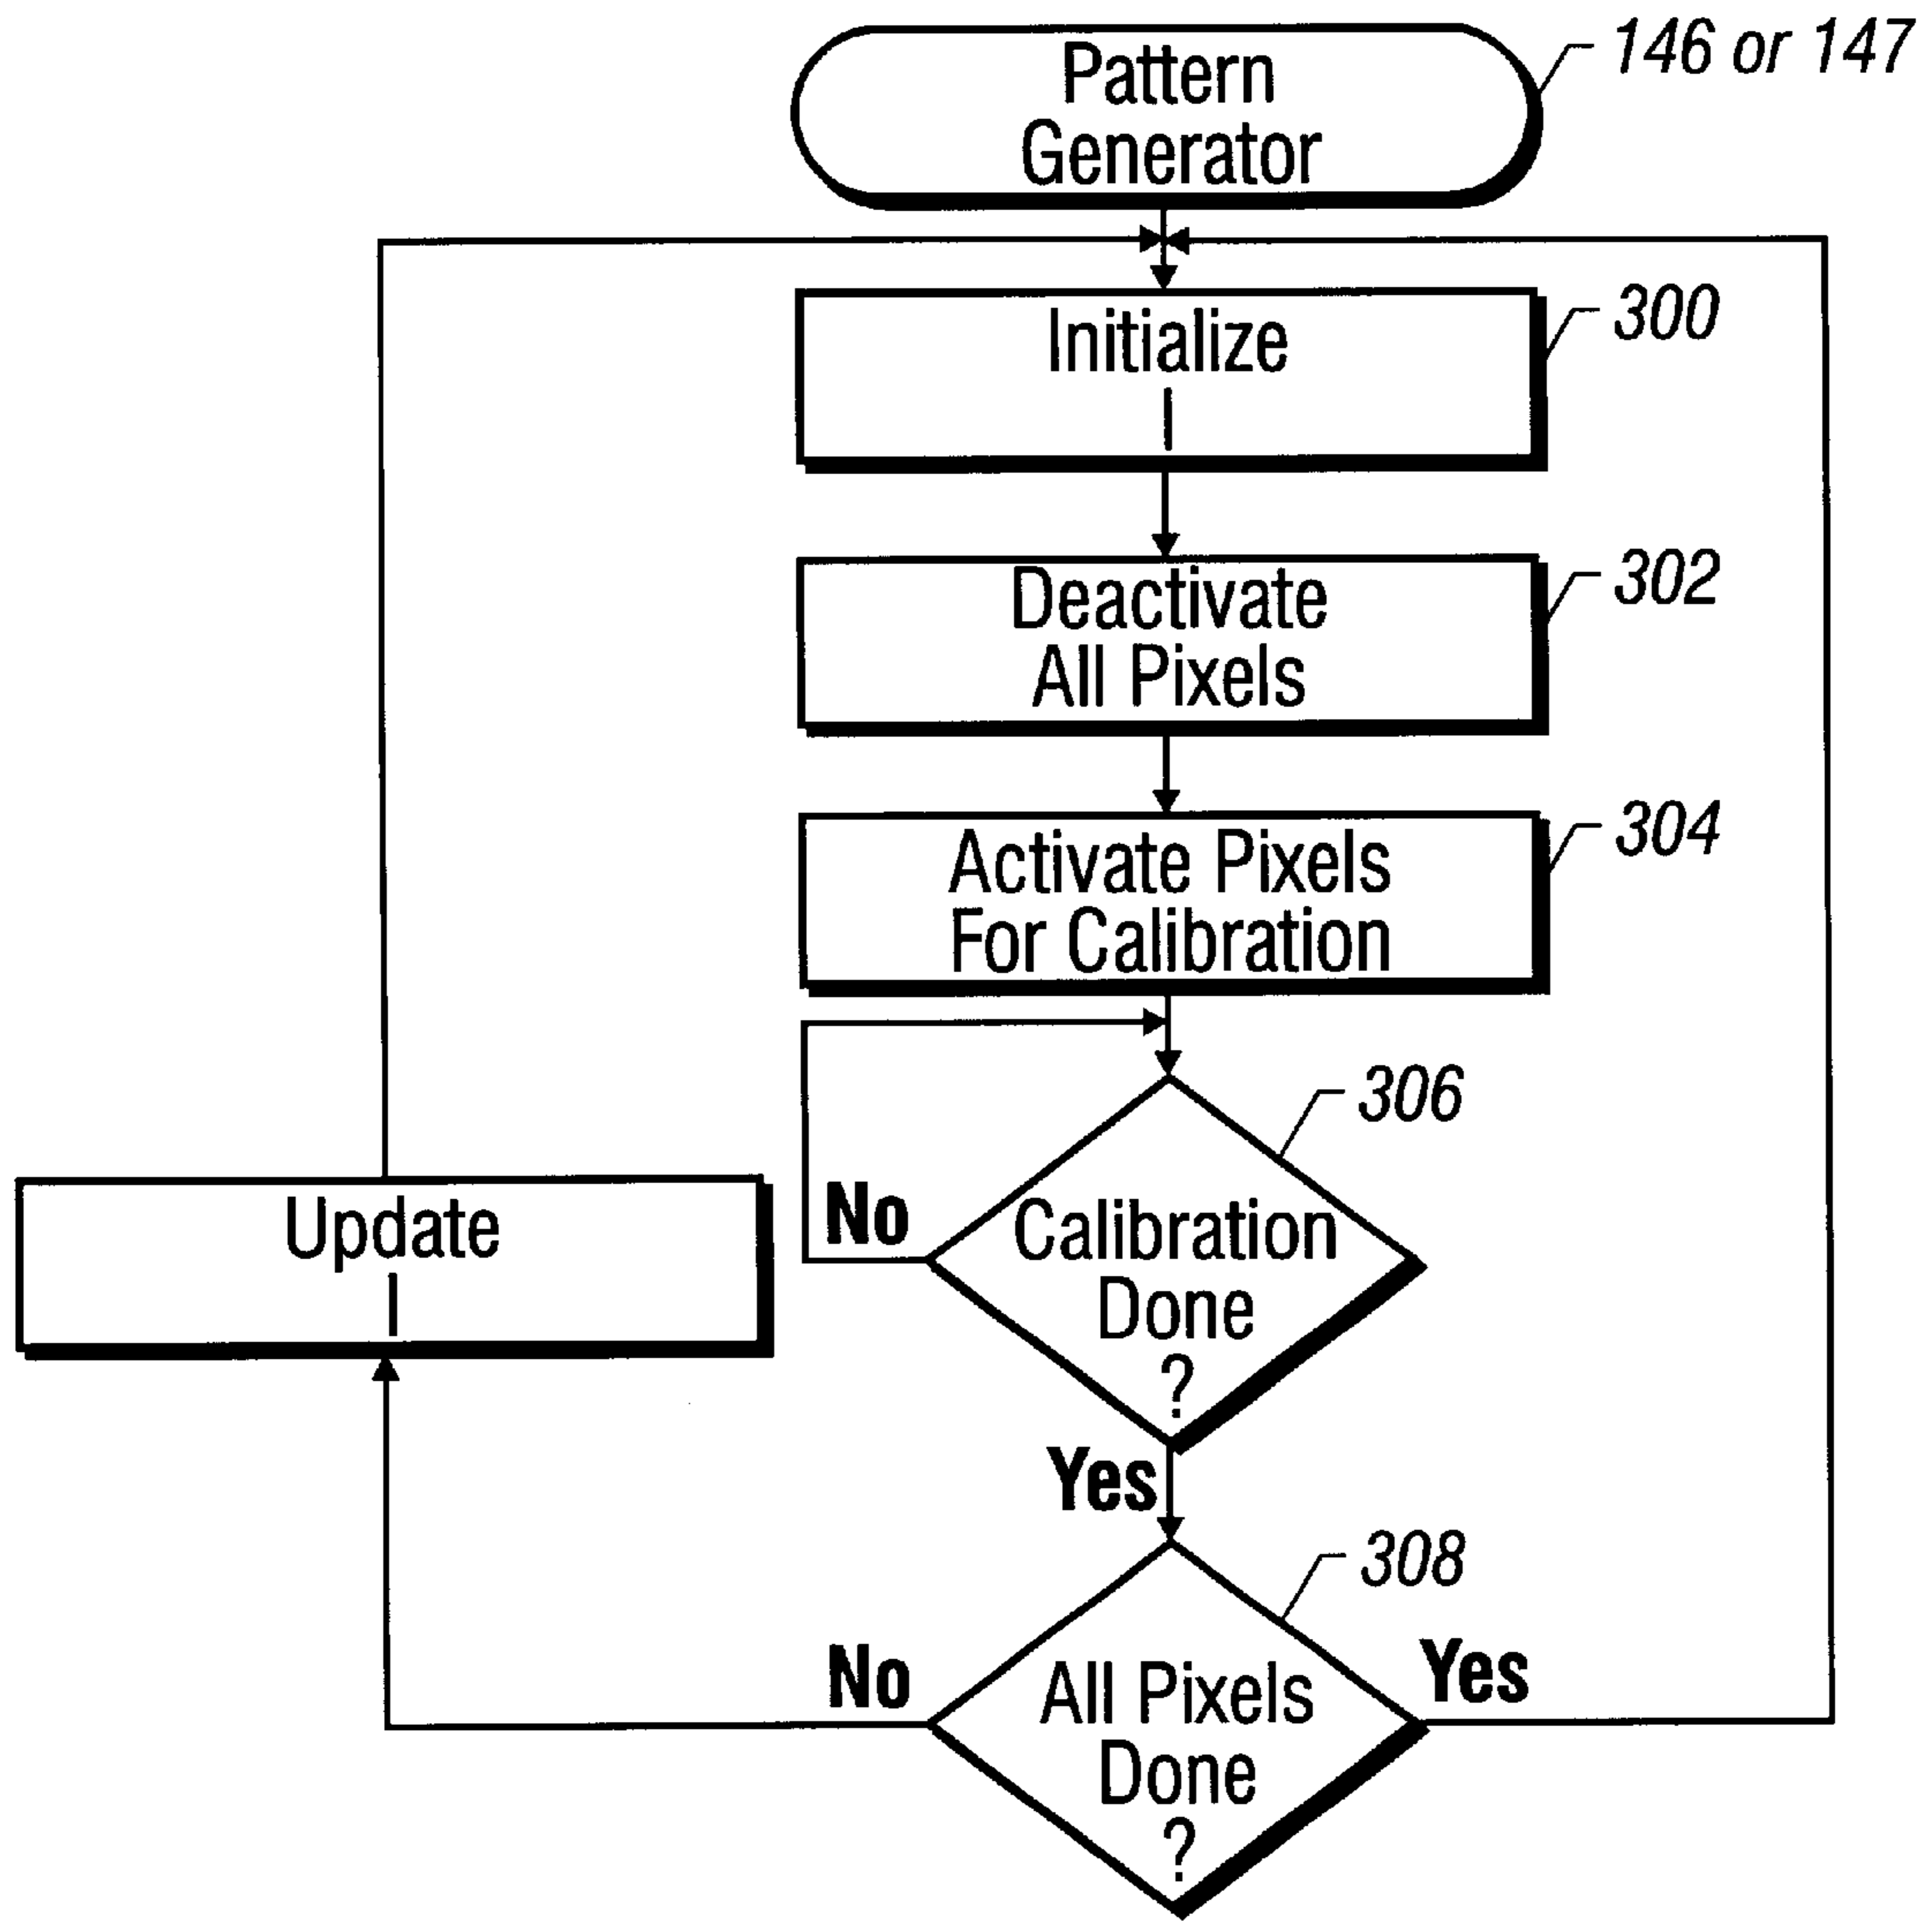 Pattern
Generator
146 or 147
Initialize
|
300
Deactivate
All Pixels
302
Activate Pixels
For Calibration
304
Calibration
Done
?
306
No
Yes
Update
|
All Pixels
Done
?
308
No
Yes